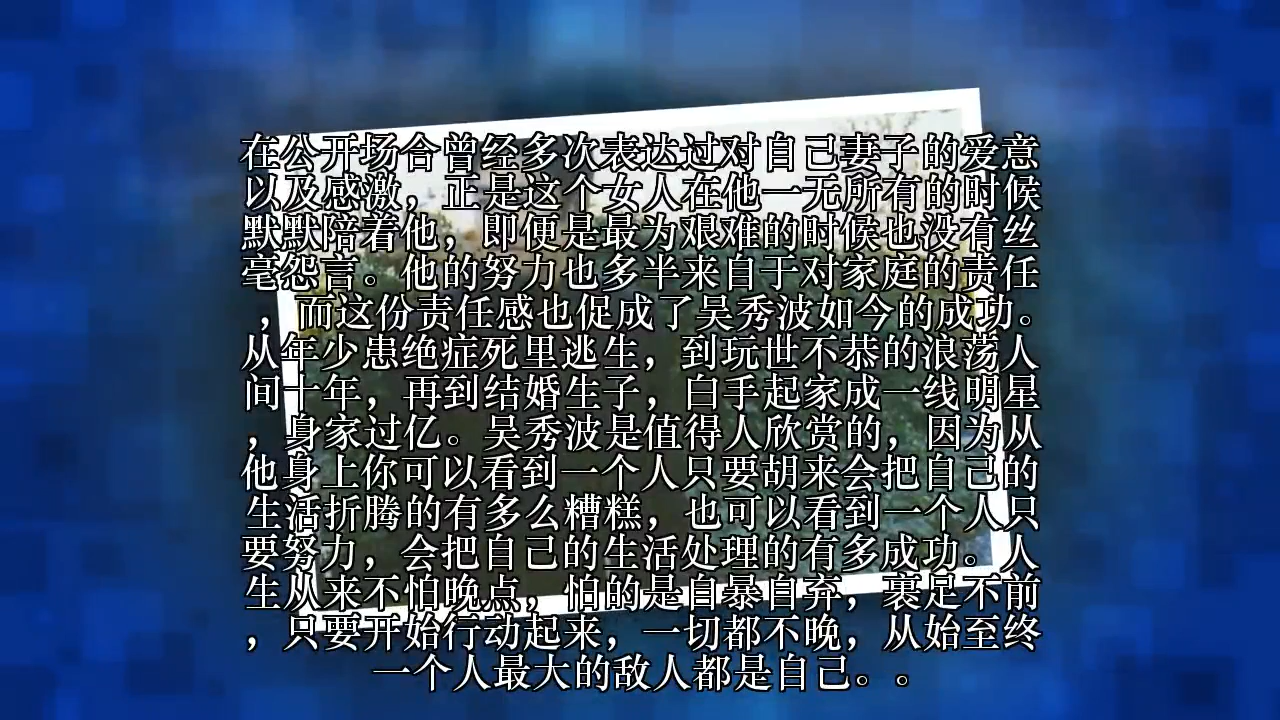 在公开场合曾经多次表达过对自己妻子的爱意
以及感激，正是这个女人在他一无所有的时候
默默陪着他，即便是最为艰难的时候也没有丝
毫怨言。他的努力也多半来自于对家庭的责任
，而这份责任感也促成了吴秀波如今的成功。
从年少患绝症死里逃生，到玩世不恭的浪荡人
间十年，再到结婚生子，白手起家成一线明星
，身家过亿。吴秀波是值得人欣赏的，因为从
他身上你可以看到一个人只要胡来会把自己的
生活折腾的有多么糟糕，也可以看到一个人只
要努力，会把自己的生活处理的有多成功。人
生从来不怕晚点，怕的是自暴自弃，裹足不前
，只要开始行动起来，一切都不晚，从始至终
一个人最大的敌人都是自己。。